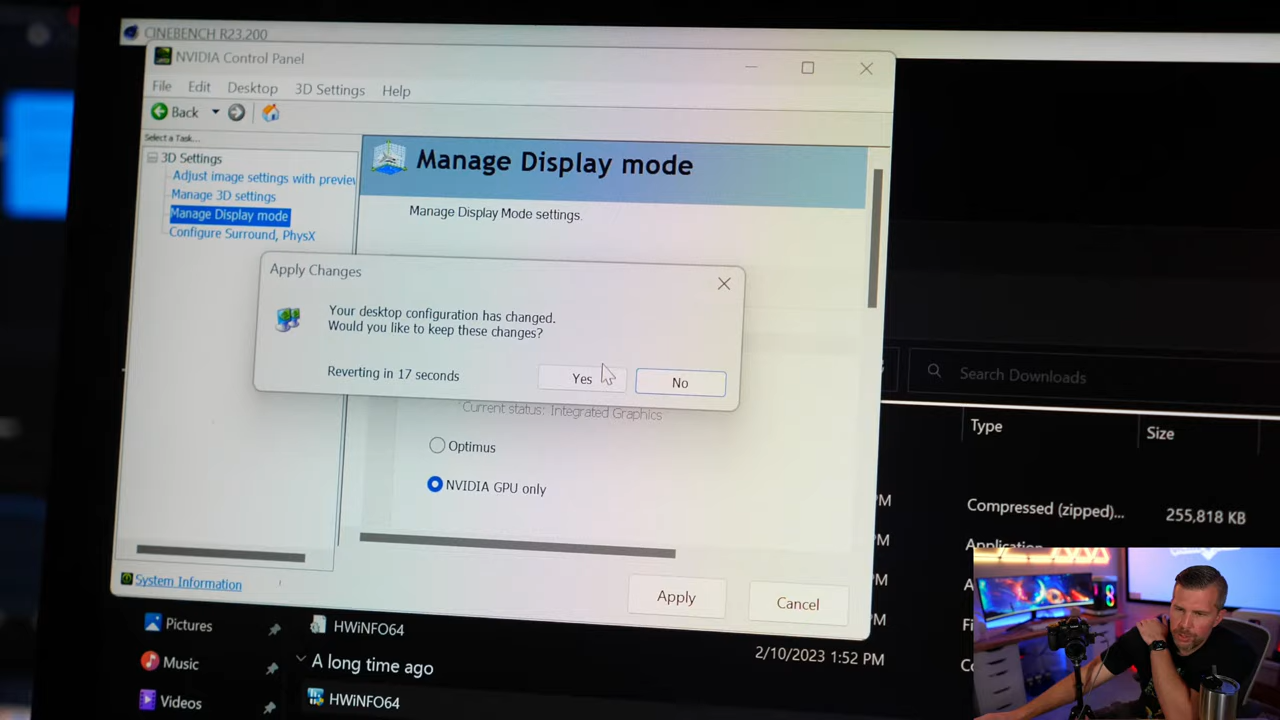 CINEBENCH R23.200
NVIDIA Control Panel
File Edit Desktop 3D Settings Help
Back
Select a Task...
3D Settings
Adjust image settings with preview
Manage 3D settings
Manage Display mode
Configure Surround, PhysX
Manage Display mode
Manage Display Mode settings.
Apply Changes
Your desktop configuration has changed.
Would you like to keep these changes?
Reverting in 17 seconds
Yes
No
Current status: Integrated Graphics
Optimus
NVIDIA GPU only
System Information
Apply
Cancel
Search Downloads
Type
Size
PM
Compressed (zipped)...
255,818 KB
PM
Application
PM
PM
Pictures
Music
Videos
HWiNFO64
2/10/2023 1:52 PM
A long time ago
HWiNFO64